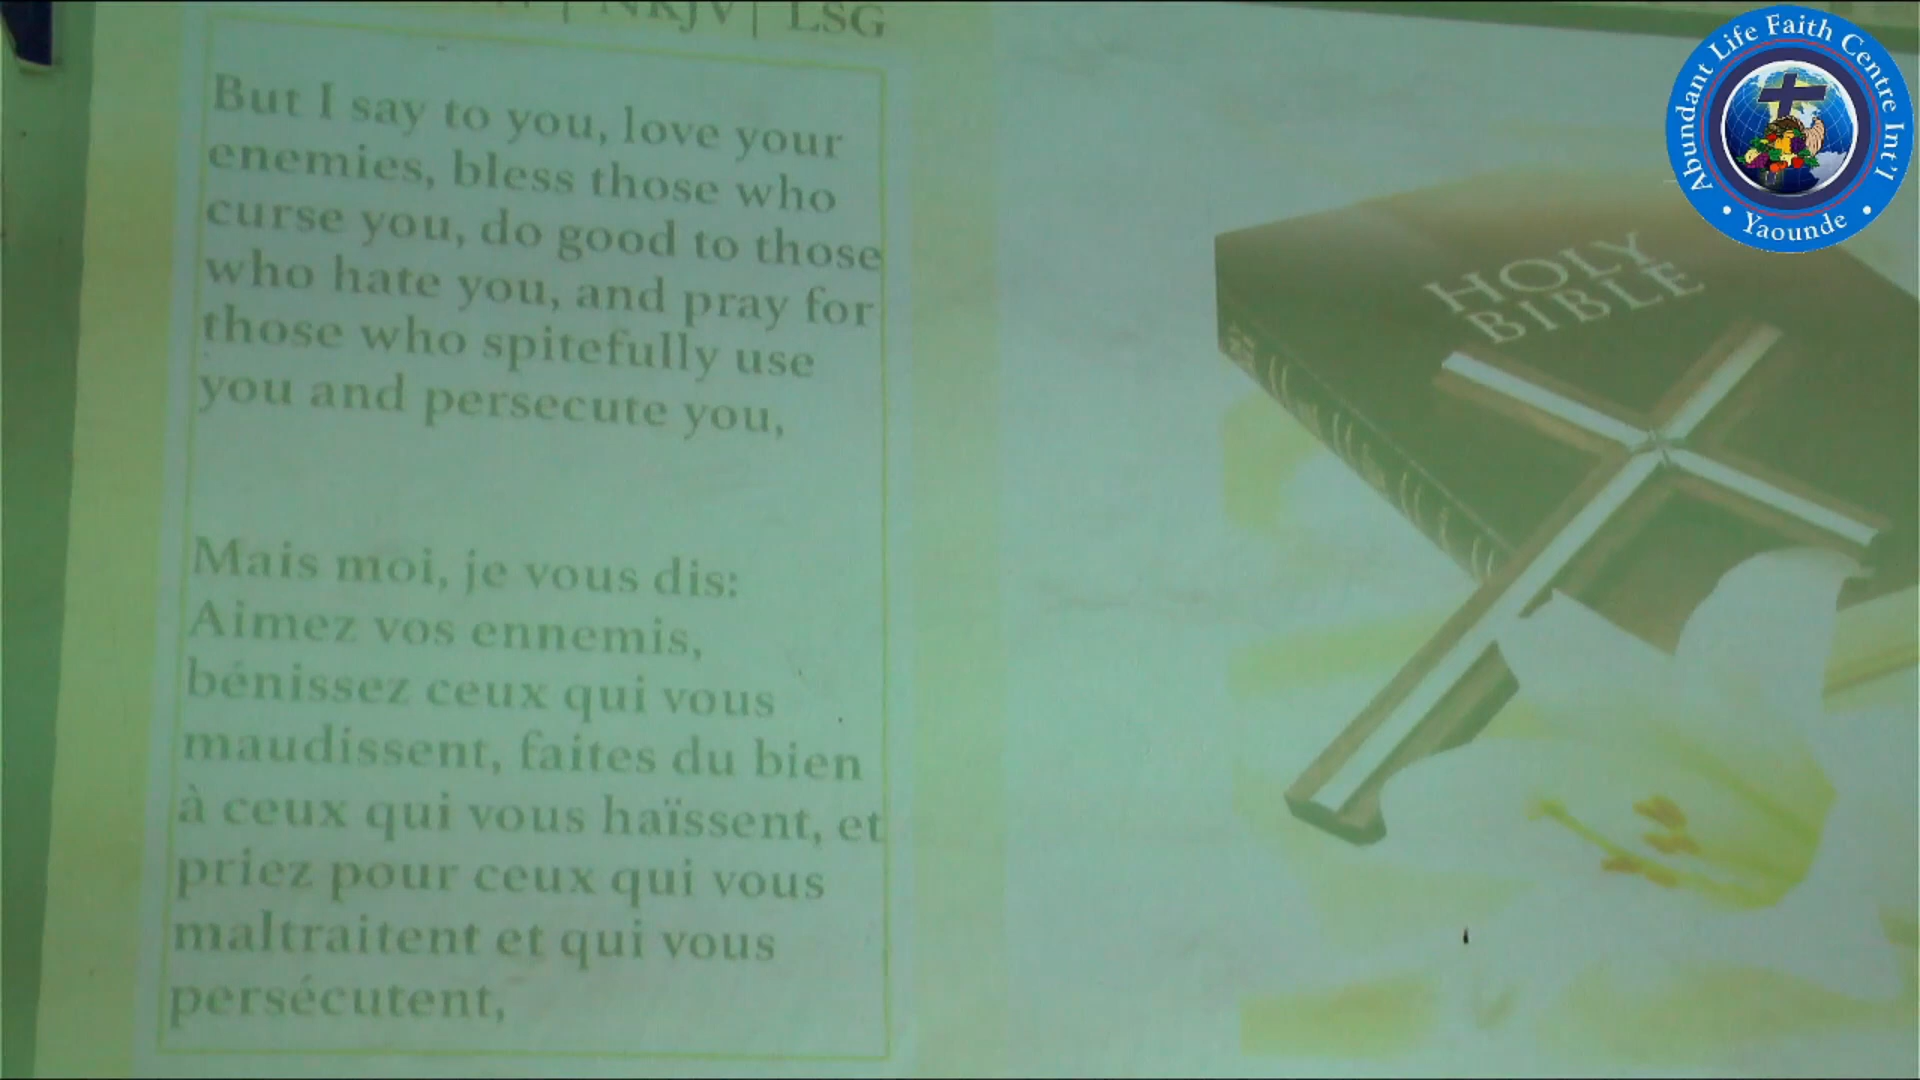 | NKJV | LSG
But I say to you, love your
enemies, bless those who
curse you, do good to those
who hate you, and pray for
those who spitefully use
you and persecute you,
Mais moi, je vous dis:
Aimez vos ennemis,
bénissez ceux qui vous
maudissent, faites du bien
à ceux qui vous haïssent, et
priez pour ceux qui vous
maltraitent et qui vous
persécutent,
HOLY
BIBLE
Abundant Life Faith Centre Int'l
• Yaounde •